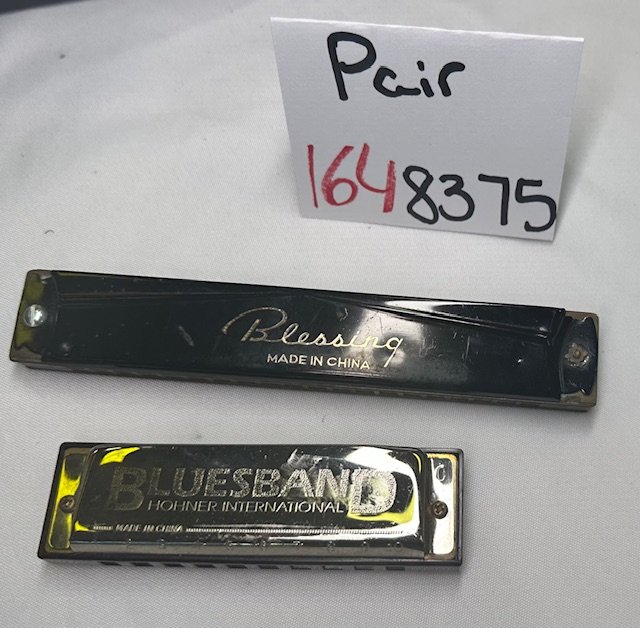 Pair
1648375
Blessing
MADE IN CHINA
BLUESBAND
HOHNER INTERNATIONAL
MADE IN CHINA
C